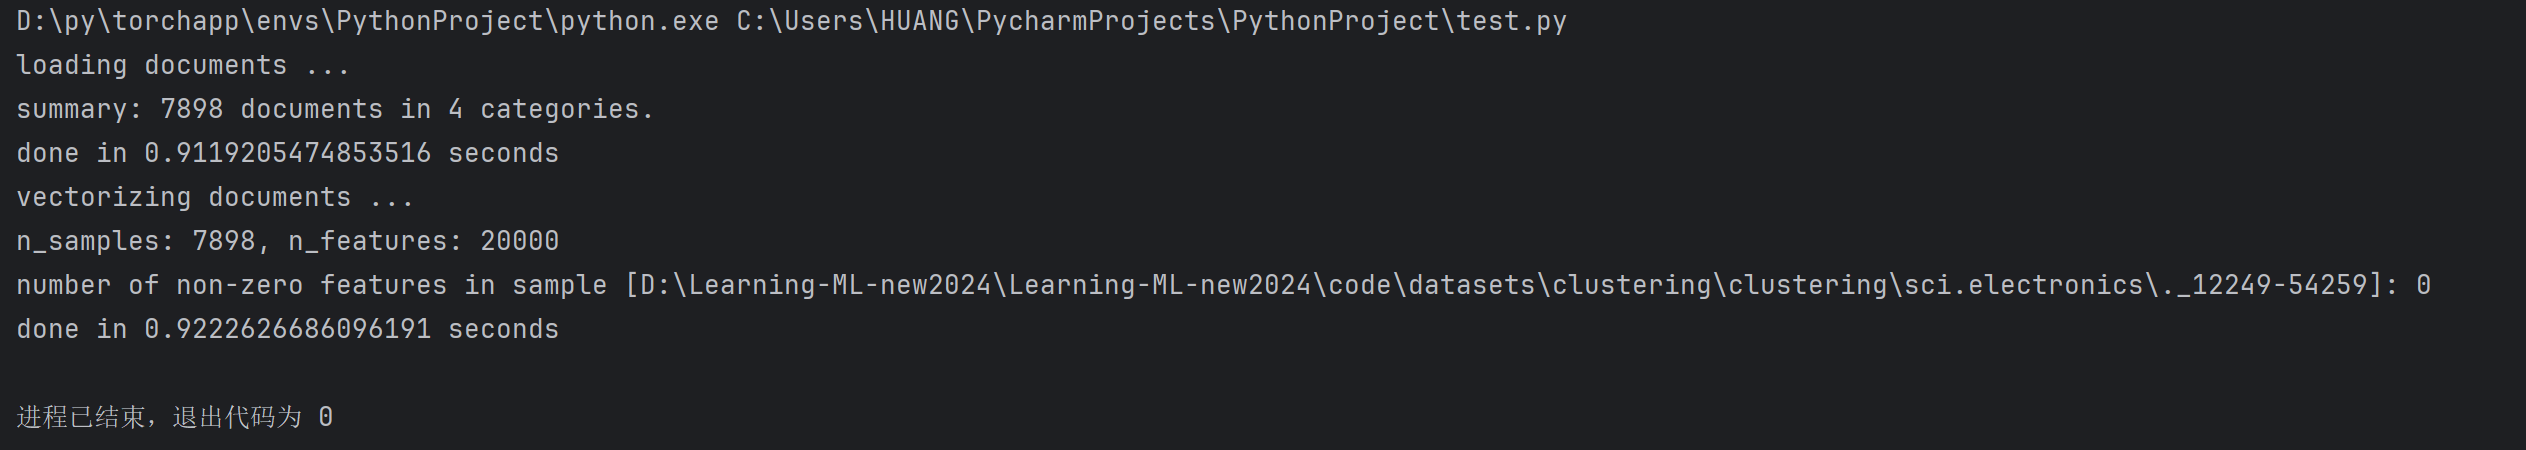 D:\py\torchapp\envs\PythonProject\python.exe C:\Users\HUANG\PycharmProjects\PythonProject\test.py
loading documents ...
summary: 7898 documents in 4 categories.
done in 0.9119205474853516 seconds
vectorizing documents ...
n_samples: 7898, n_features: 20000
number of non-zero features in sample [D:\Learning-ML-new2024\Learning-ML-new2024\code\datasets\clustering\clustering\sci.electronics\._12249-54259]: 0
done in 0.9222626686096191 seconds
进程已结束，退出代码为 0